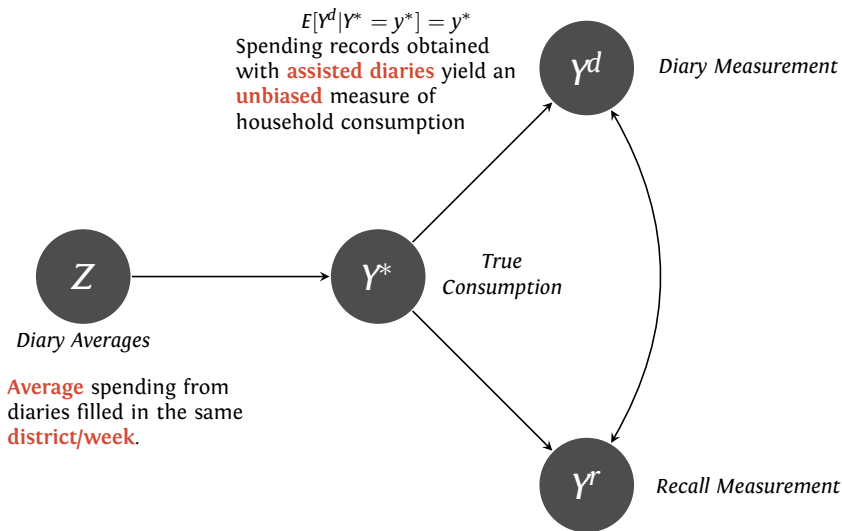 E[Y^d|Y* = y*] = y*
Spending records obtained
with assisted diaries yield an
unbiased measure of
household consumption
Y^d
Diary Measurement
Z
Y*
True
Consumption
Diary Averages
Average spending from
diaries filled in the same
district/week.
Y^r
Recall Measurement